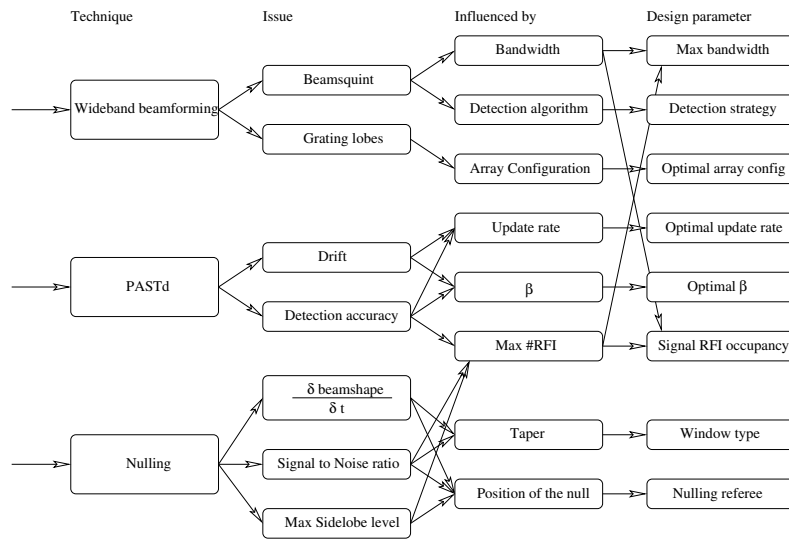 Technique
Issue
Influenced by
Design parameter
Wideband beamforming
Beamsquint
Grating lobes
Bandwidth
Detection algorithm
Array Configuration
Max bandwidth
Detection strategy
Optimal array config
PASTd
Drift
Detection accuracy
Update rate
β
Max #RFI
Optimal update rate
Optimal β
Signal RFI occupancy
Nulling
δ beamshape
δ t
Signal to Noise ratio
Max Sidelobe level
Taper
Position of the null
Window type
Nulling referee